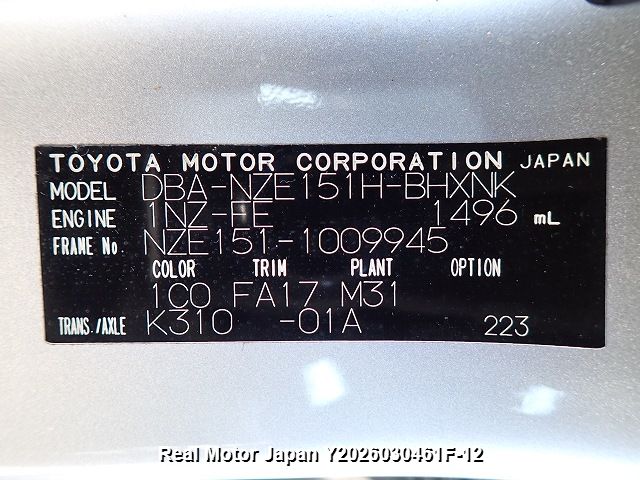 TOYOTA MOTOR CORPORATION JAPAN
MODEL DBA-NZE151H-BHXNK
ENGINE 1NZ-FE 1496 mL
FRAME No NZE151-1009945
COLOR TRIM PLANT OPTION
1C0 FA17 M31
TRANS./AXLE K310 -01A 223
Real Motor Japan Y2026030461F-12